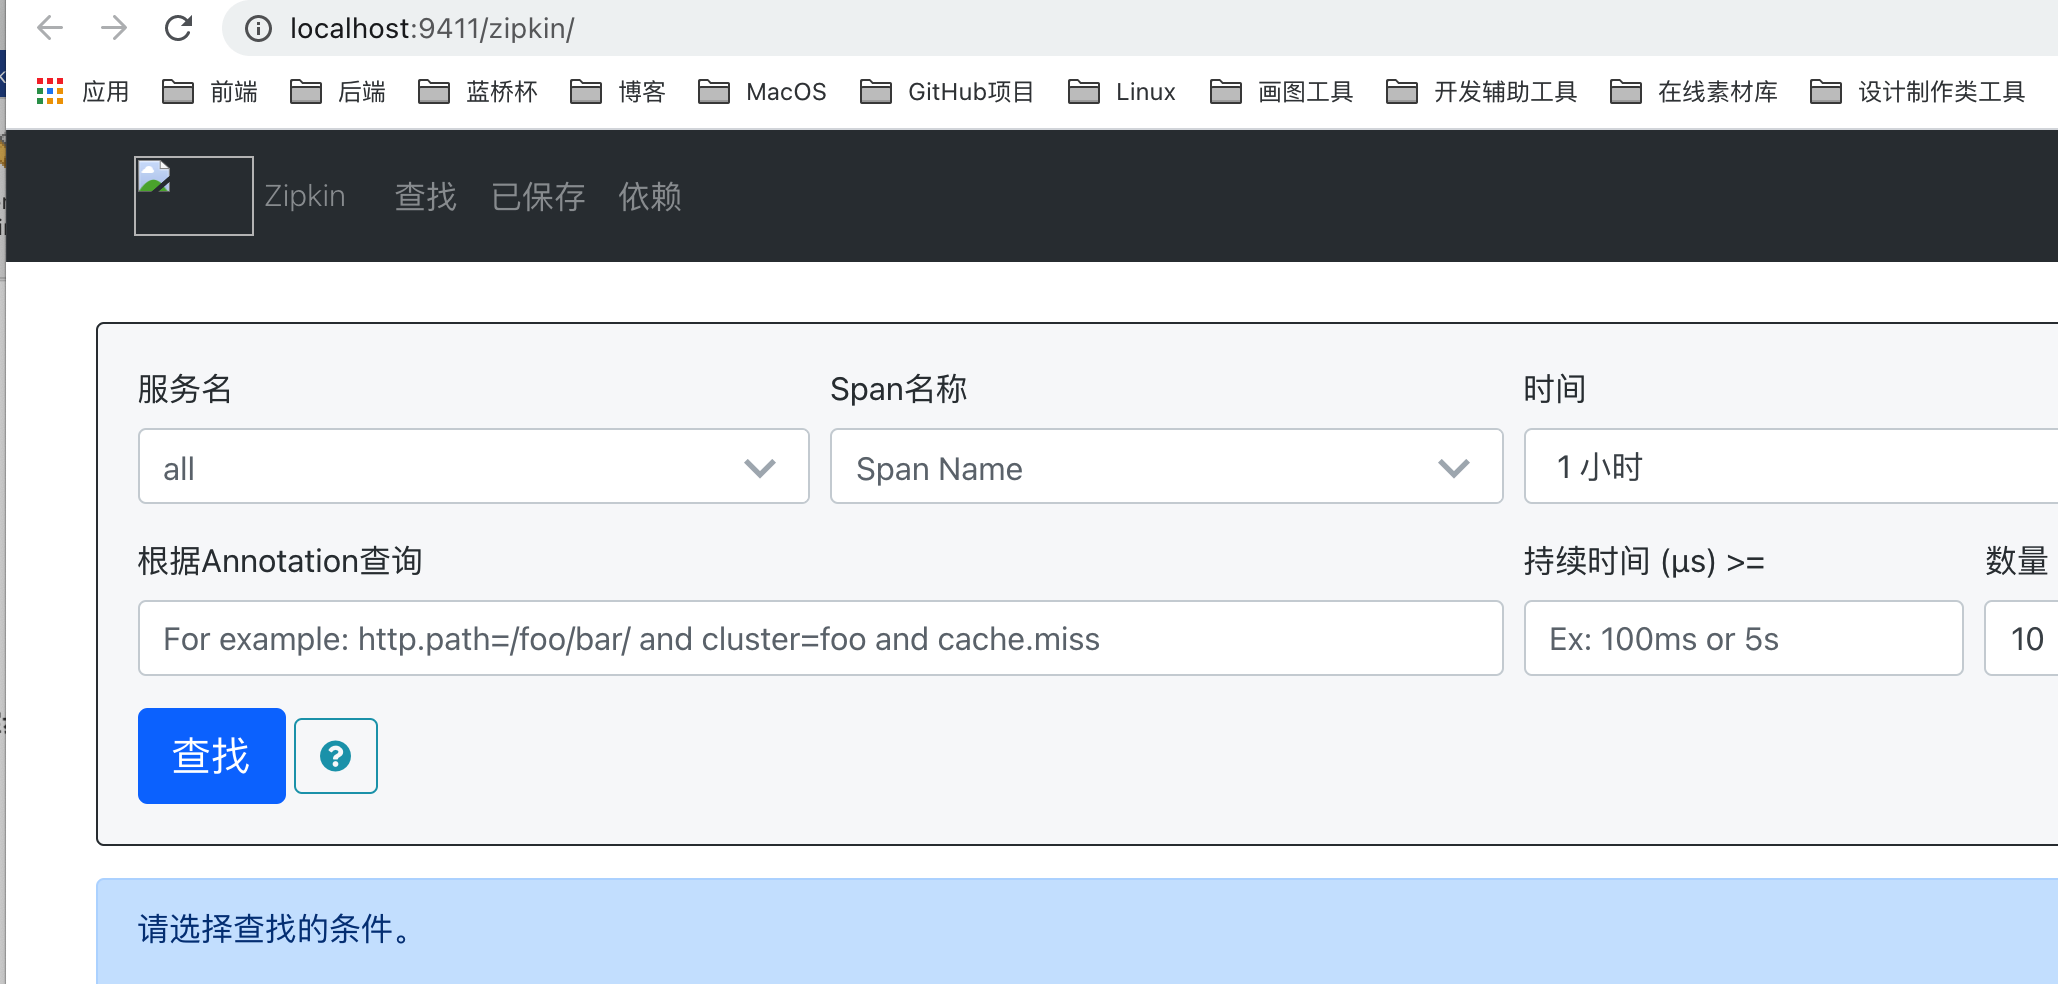 localhost:9411/zipkin/
应用 前端 后端 蓝桥杯 博客 MacOS GitHub项目 Linux 画图工具 开发辅助工具 在线素材库 设计制作类工具
Zipkin 查找 已保存 依赖
服务名 Span名称 时间
all Span Name 1 小时
根据Annotation查询 持续时间 (μs) >= 数量
For example: http.path=/foo/bar/ and cluster=foo and cache.miss Ex: 100ms or 5s 10
查找 ?
请选择查找的条件。